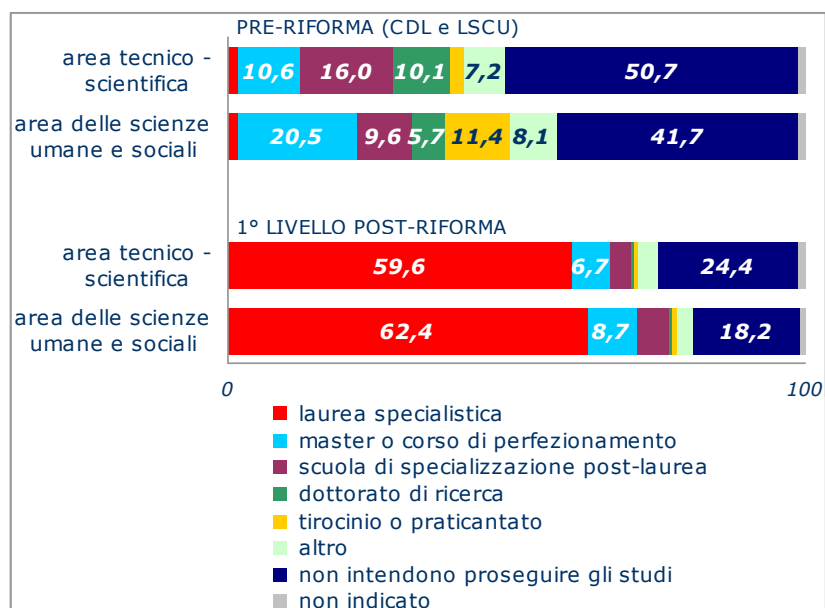 PRE-RIFORMA (CDL e LSCU)
area tecnico -
scientifica
10,6 16,0 10,1 7,2 50,7
area delle scienze
umane e sociali
20,5 9,6 5,7 11,4 8,1 41,7
1° LIVELLO POST-RIFORMA
area tecnico -
scientifica
59,6 6,7 24,4
area delle scienze
umane e sociali
62,4 8,7 18,2
0 100
laurea specialistica
master o corso di perfezionamento
scuola di specializzazione post-laurea
dottorato di ricerca
tirocinio o praticantato
altro
non intendono proseguire gli studi
non indicato